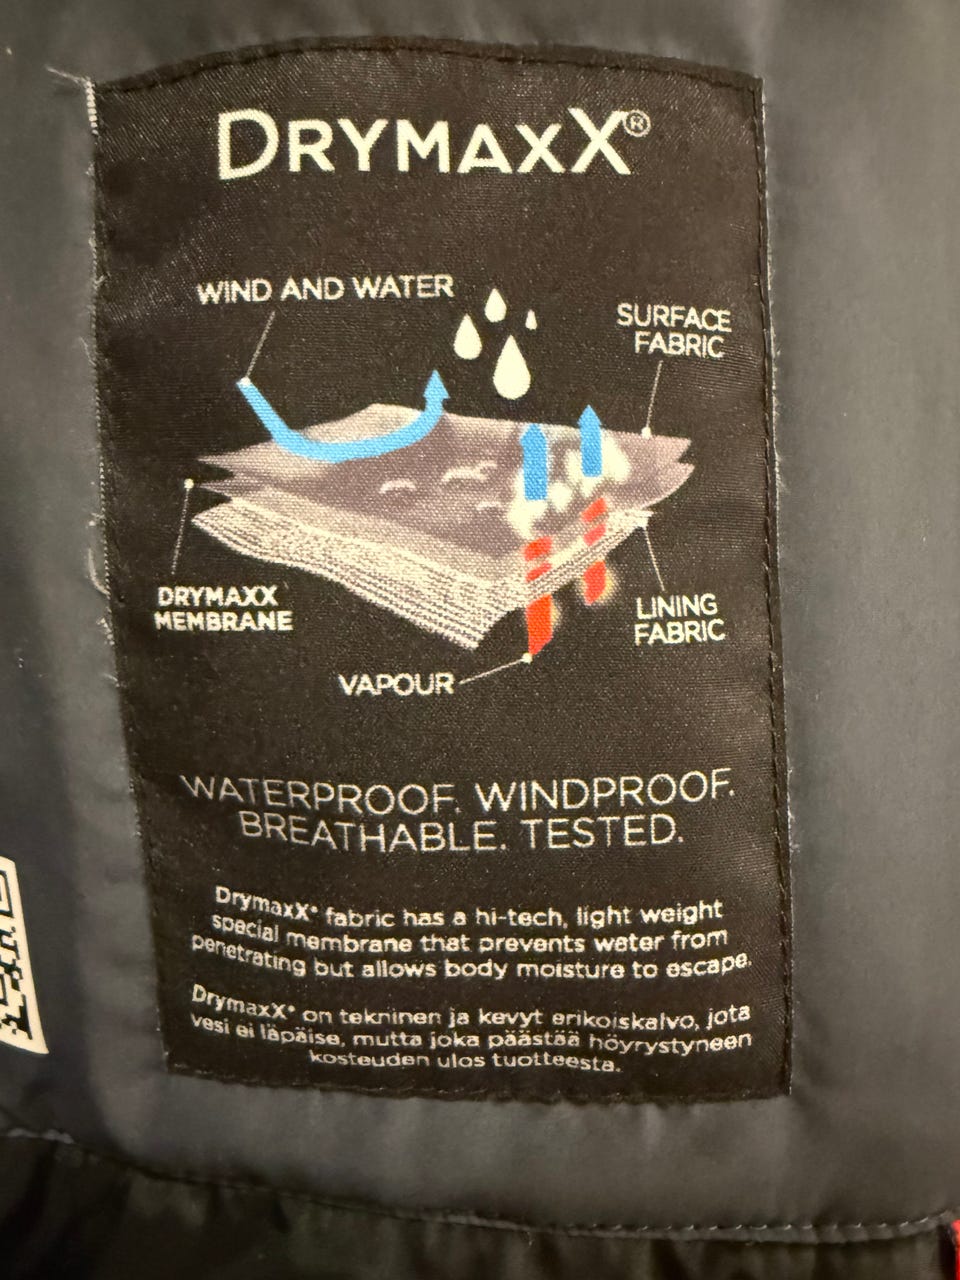 DRYMAXX®
WIND AND WATER
SURFACE
FABRIC
DRYMAXX
MEMBRANE
LINING
FABRIC
VAPOUR
WATERPROOF. WINDPROOF.
BREATHABLE. TESTED.
DrymaxX® fabric has a hi-tech, light weight
special membrane that prevents water from
penetrating but allows body moisture to escape.
DrymaxX® on tekninen ja kevyt erikoiskalvo, jota
vesi ei läpäise, mutta joka päästää höyrystyneen
kosteuden ulos tuotteesta.